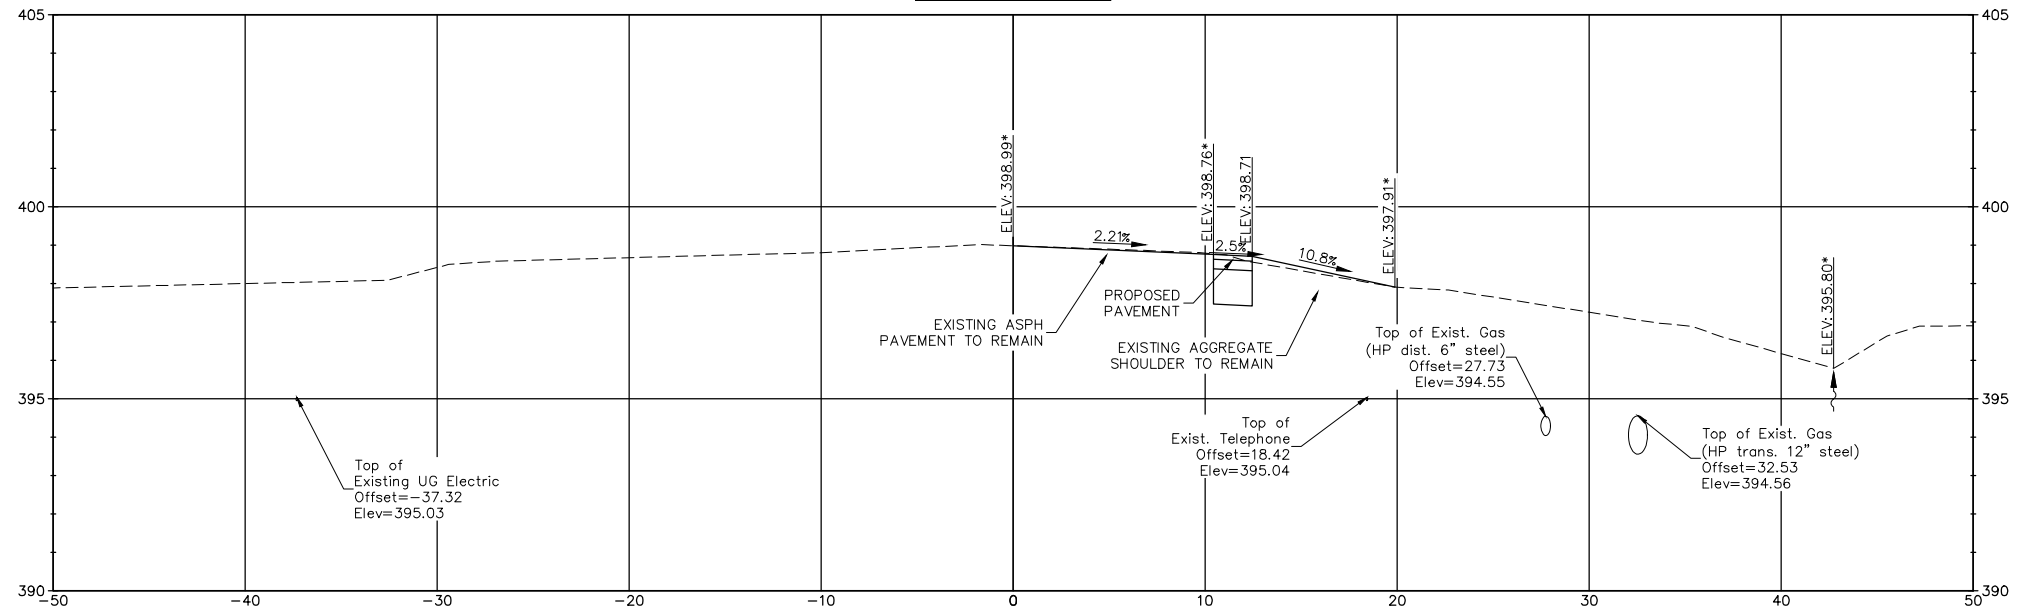 405
405
ELEV: 398.99*
ELEV: 398.76*
ELEV: 398.71
ELEV: 397.91*
400
400
2.21%
2.5%
10.8%
ELEV: 395.80*
PROPOSED
PAVEMENT
EXISTING ASPH
PAVEMENT TO REMAIN
EXISTING AGGREGATE
SHOULDER TO REMAIN
Top of Exist. Gas
(HP dist. 6" steel)
Offset=27.73
Elev=394.55
395
395
Top of
Exist. Telephone
Offset=18.42
Elev=395.04
Top of Exist. Gas
(HP trans. 12" steel)
Offset=32.53
Elev=394.56
Top of
Existing UG Electric
Offset=-37.32
Elev=395.03
390
390
-50
-40
-30
-20
-10
0
10
20
30
40
50